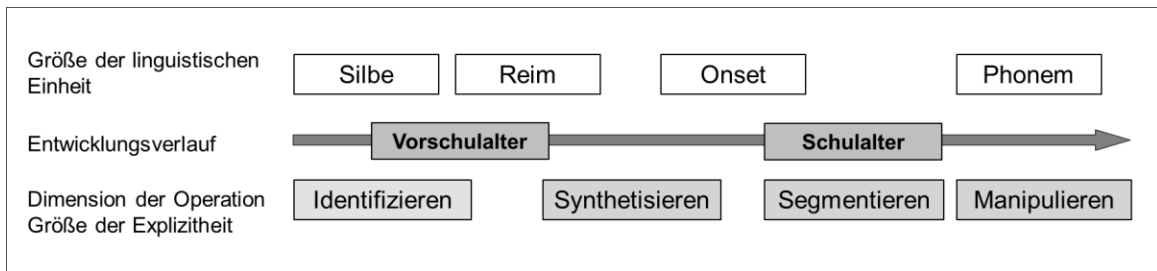 Größe der linguistischen
Einheit
Silbe
Reim
Onset
Phonem
Entwicklungsverlauf
Vorschulalter
Schulalter
Dimension der Operation
Größe der Explizitheit
Identifizieren
Synthetisieren
Segmentieren
Manipulieren